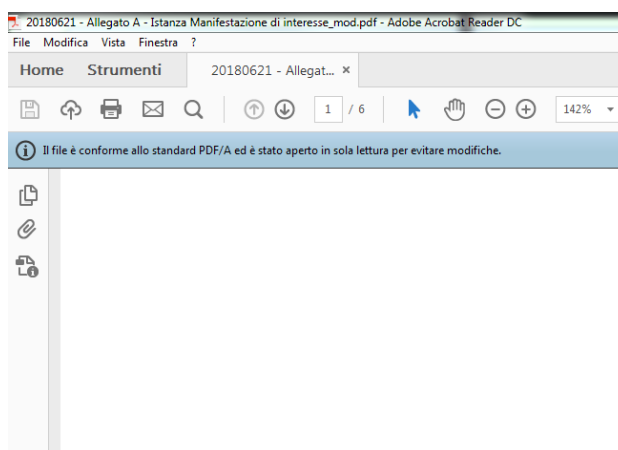 20180621 - Allegato A - Istanza Manifestazione di interesse_mod.pdf - Adobe Acrobat Reader DC
File Modifica Vista Finestra ?
Home Strumenti 20180621 - Allegat... ×
1 / 6 142%
Il file è conforme allo standard PDF/A ed è stato aperto in sola lettura per evitare modifiche.